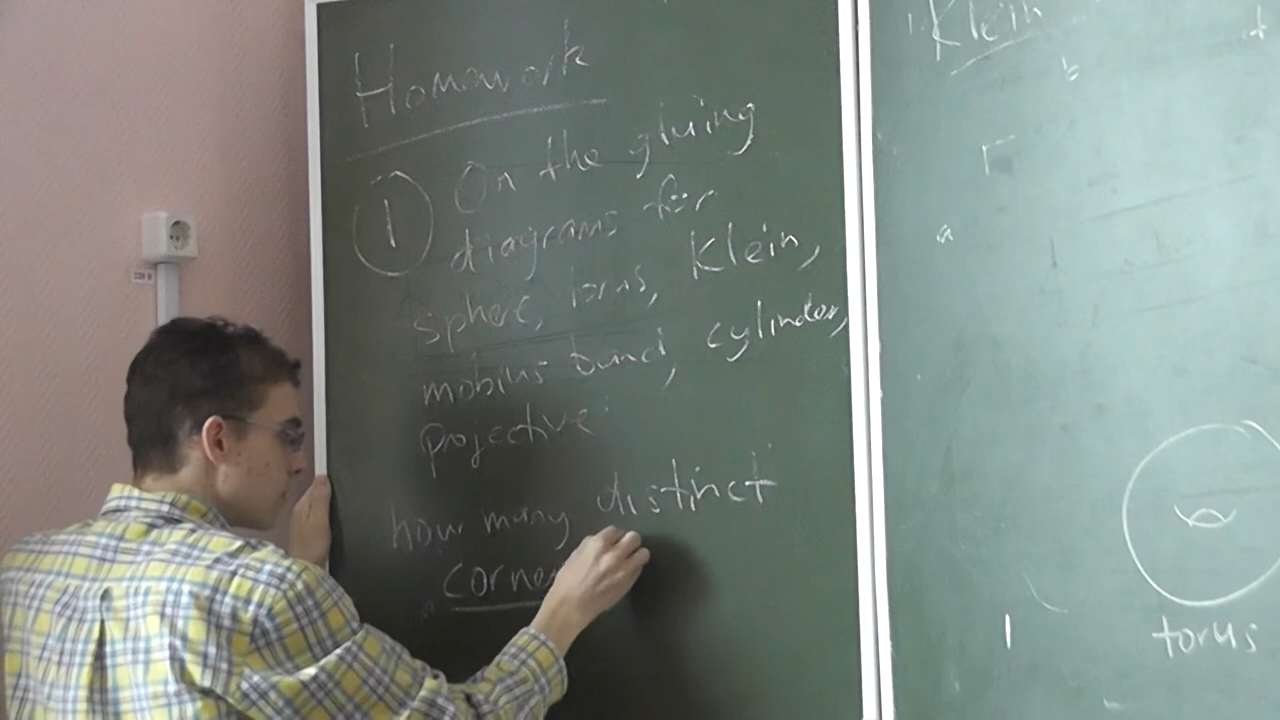 Homework
1 On the gluing
diagrams for
sphere, torus, Klein,
mobius band, cylinder,
projective
how many distinct
corne
Klein
b
a
torus